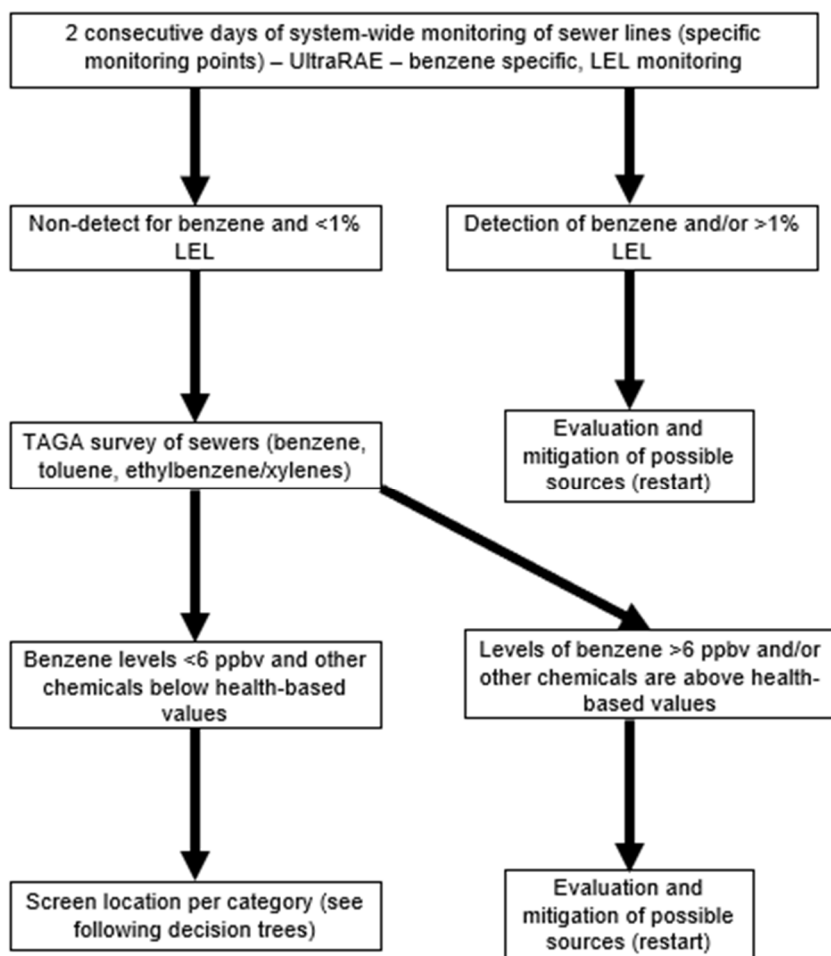 2 consecutive days of system-wide monitoring of sewer lines (specific
monitoring points) – UltraRAE – benzene specific, LEL monitoring
Non-detect for benzene and <1%
LEL
Detection of benzene and/or >1%
LEL
TAGA survey of sewers (benzene,
toluene, ethylbenzene/xylenes)
Evaluation and
mitigation of possible
sources (restart)
Benzene levels <6 ppbv and other
chemicals below health-based
values
Levels of benzene >6 ppbv and/or
other chemicals are above health-
based values
Screen location per category (see
following decision trees)
Evaluation and
mitigation of possible
sources (restart)